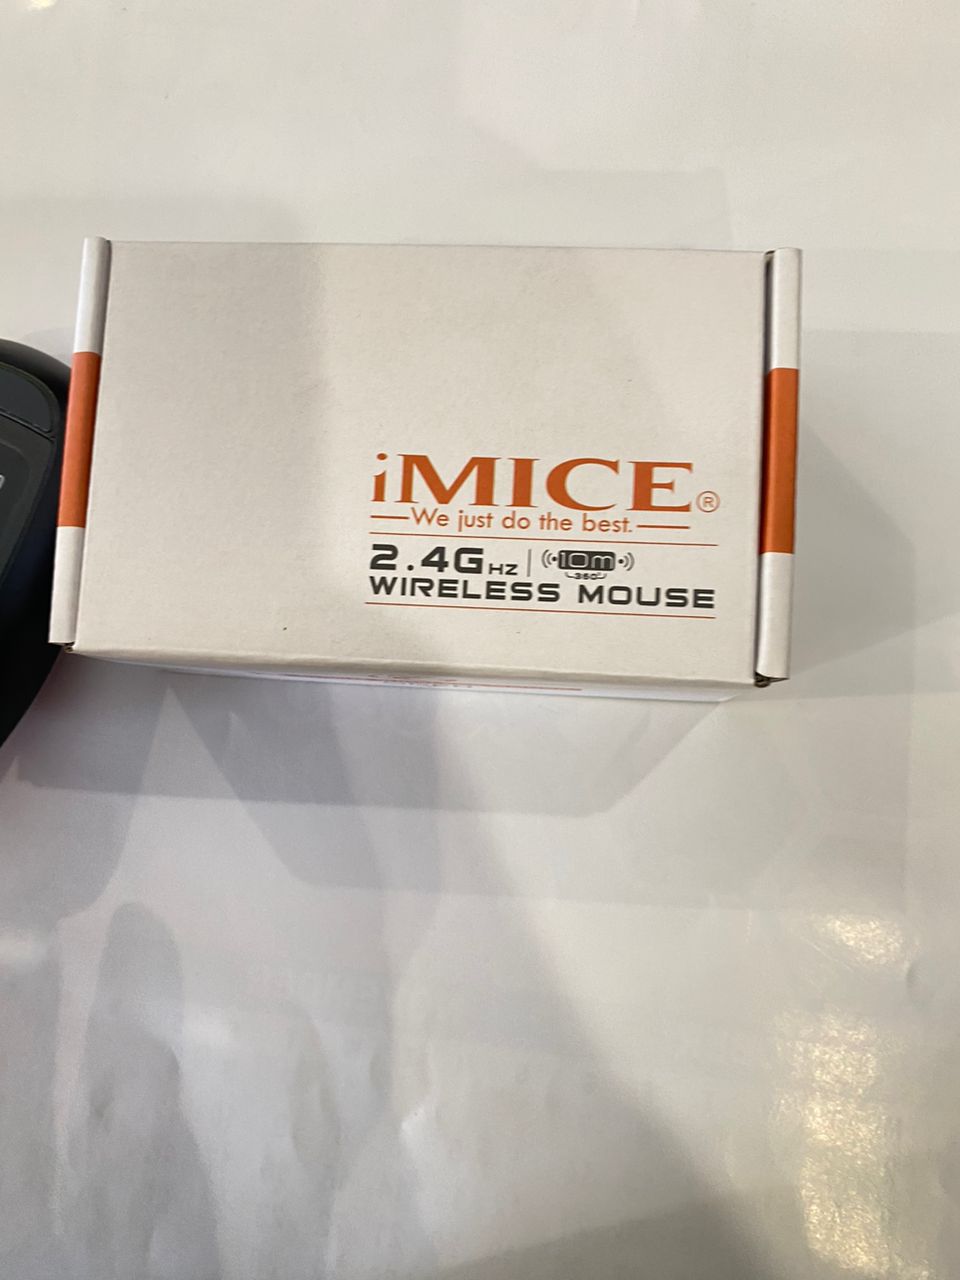 iMICE®
We just do the best.
2.4GHZ | 10m
360°
WIRELESS MOUSE